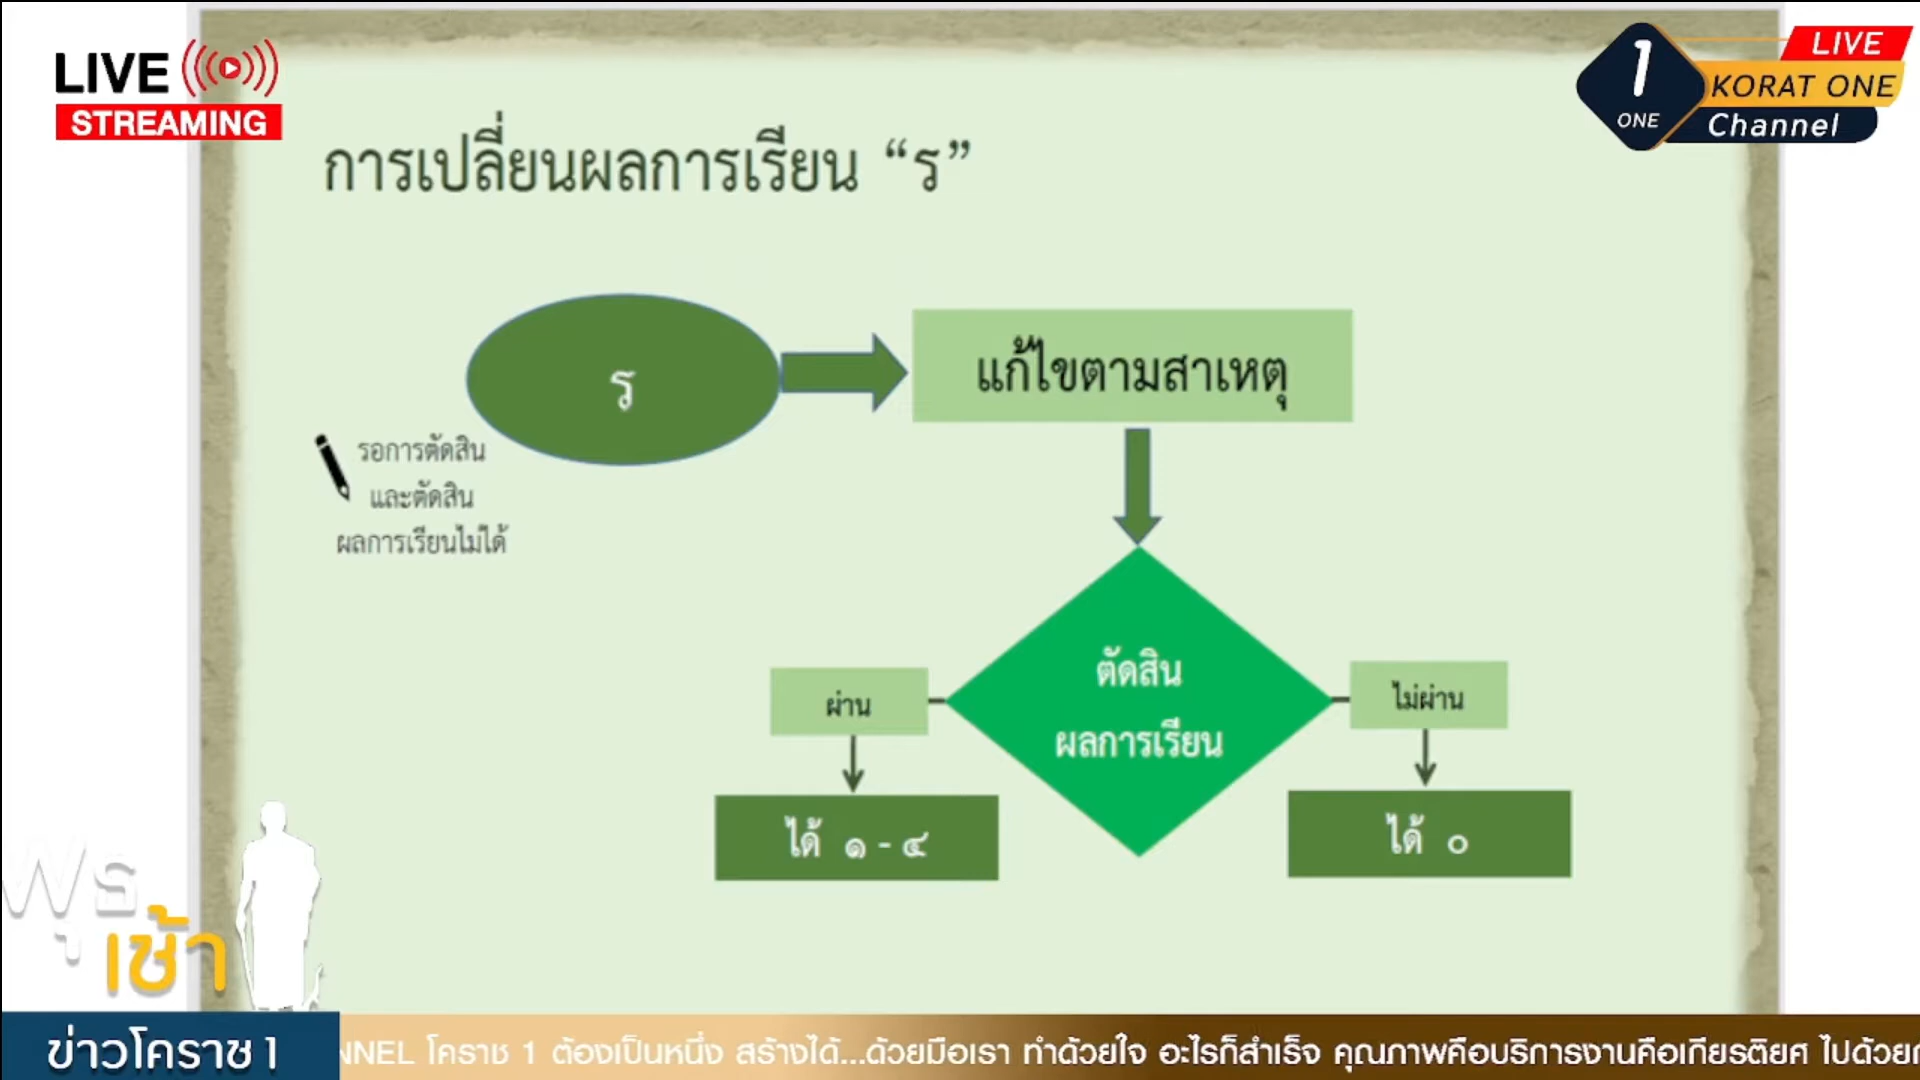 LIVE
STREAMING
LIVE
1
ONE
KORAT ONE
Channel
การเปลี่ยนผลการเรียน “ร”
ร
แก้ไขตามสาเหตุ
รอการตัดสิน
และตัดสิน
ผลการเรียนไม่ได้
ตัดสิน
ผลการเรียน
ผ่าน
ไม่ผ่าน
ได้ ๑ - ๔
ได้ ๐
พุธ
เช้า
ข่าวโคราช 1
NNEL โคราช 1 ต้องเป็นหนึ่ง สร้างได้...ด้วยมือเรา ทำด้วยใจ อะไรก็สำเร็จ คุณภาพคือบริการงานคือเกียรติยศ ไปด้วย